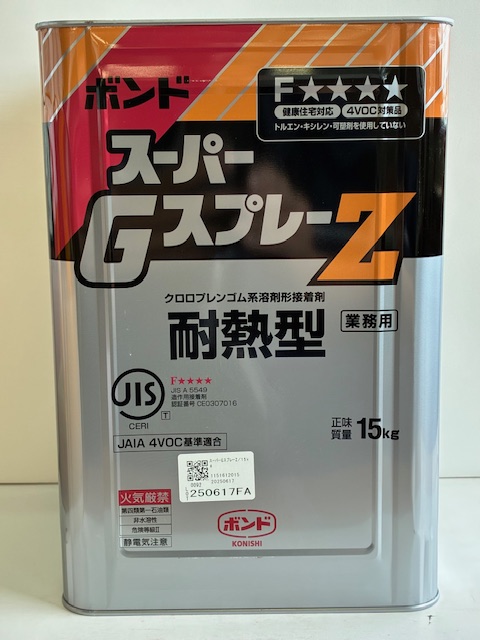 ボンド
F★★★★
健康住宅対応 4VOC対策品
トルエン・キシレン・可塑剤を使用していない
スーパー
GスプレーZ
クロロプレンゴム系溶剤形接着剤
耐熱型 業務用
JIS
CERI
T
F★★★★
JIS A 5549
造作用接着剤
認証番号 CE0307016
正味
質量 15kg
JAIA 4VOC基準適合
20250617
250617FA
火気厳禁
第四類第一石油類
非水溶性
危険等級Ⅱ
静電気注意
ボンド
KONISHI